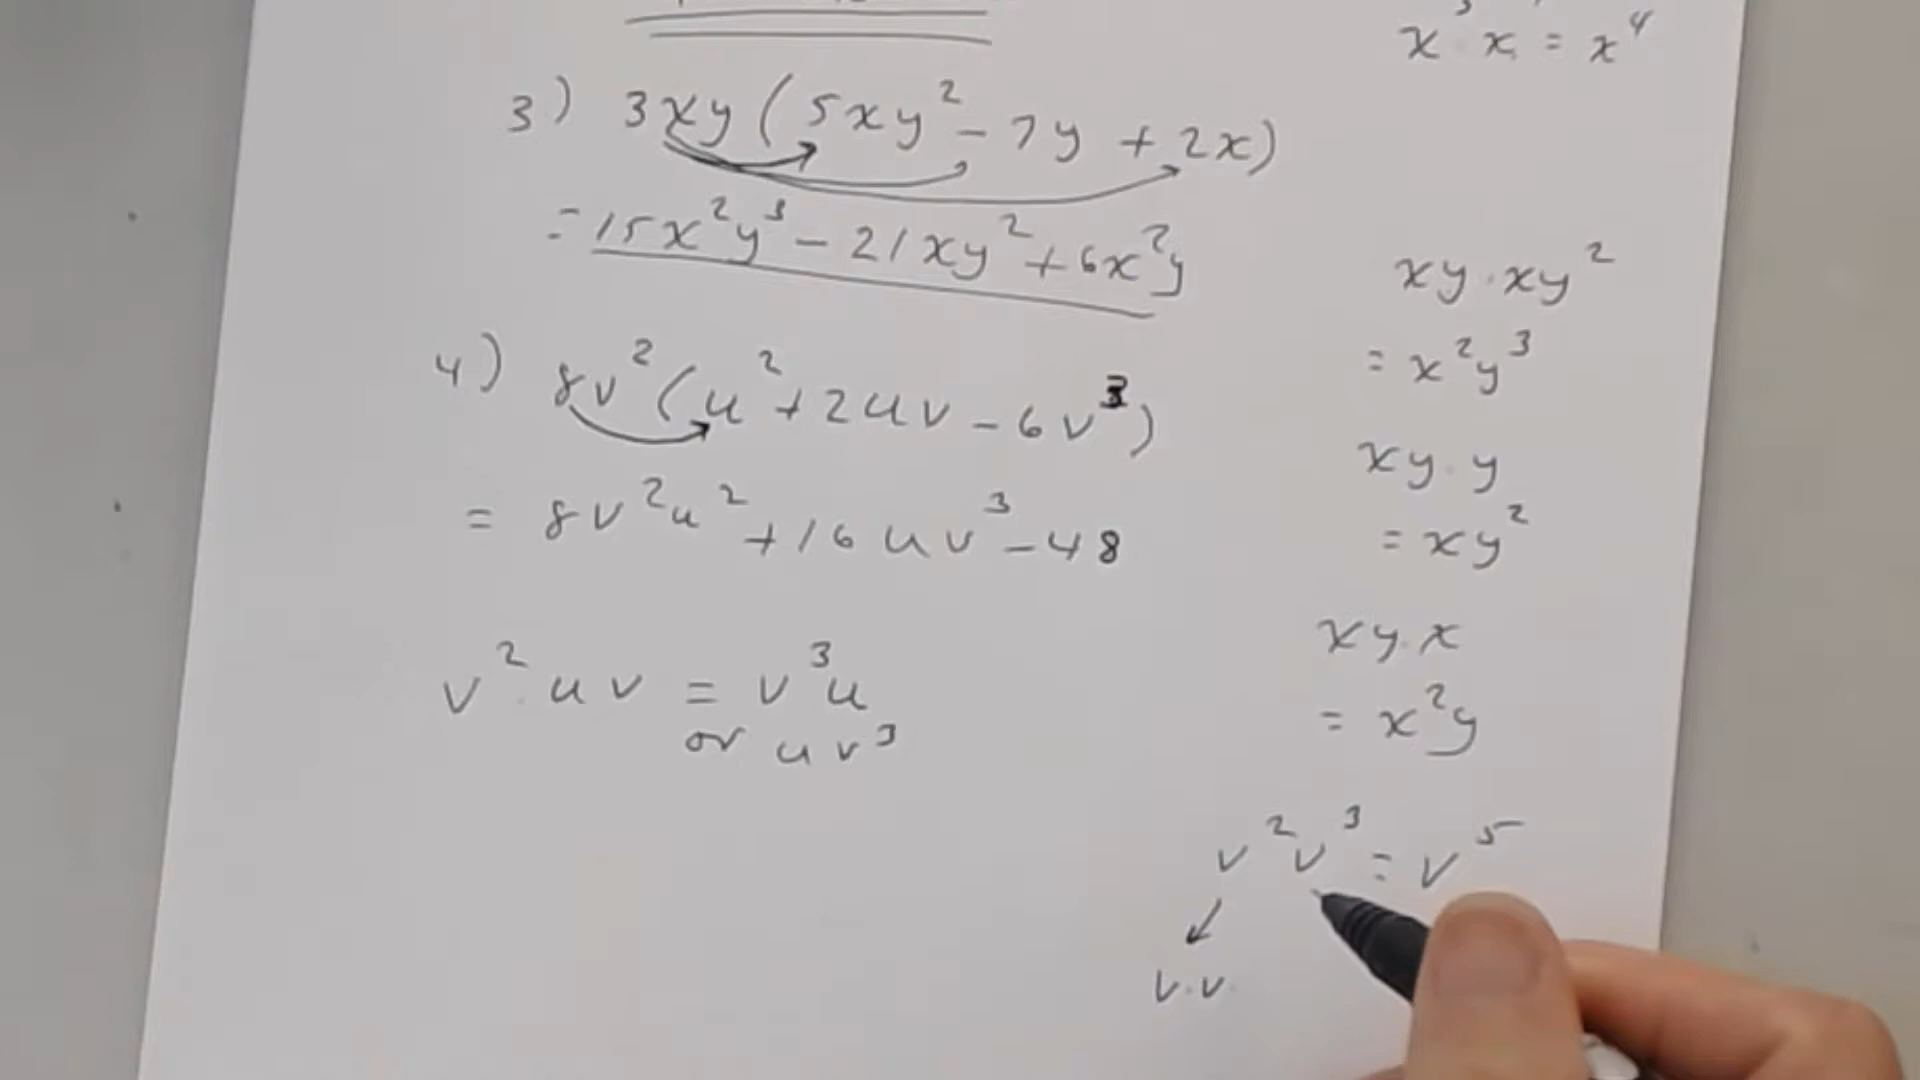 x³ x = x⁴
3) 3xy(5xy² - 7y + 2x)
= 15x²y³ - 21xy² + 6x²y
4) 8v²(u² + 2uv - 6v³)
= 8v²u² + 16uv³ - 48
v² · uv = v³u
or uv³
xy · xy²
= x²y³
xy · y
= xy²
xy · x
= x²y
v²v³ = v⁵
v · v ·